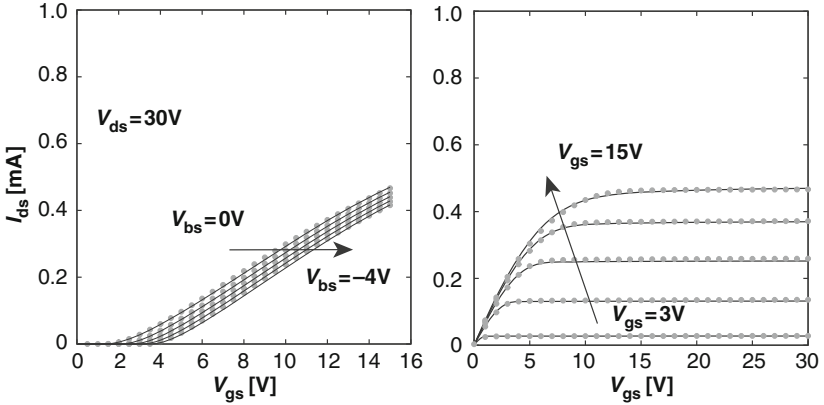 1.0
0.8
0.6
0.4
0.2
0
I_ds [mA]
V_ds=30V
V_bs=0V
V_bs=−4V
0 2 4 6 8 10 12 14 16
V_gs [V]
1.0
0.8
0.6
0.4
0.2
0
V_gs=15V
V_gs=3V
0 5 10 15 20 25 30
V_gs [V]